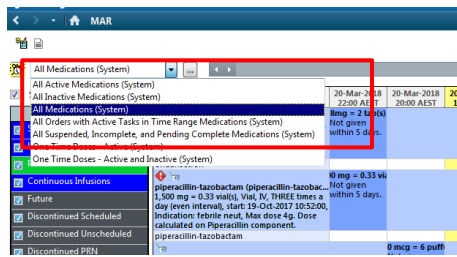 MAR
All Medications (System)
All Active Medications (System)
All Inactive Medications (System)
All Medications (System)
All Orders with Active Tasks in Time Range Medications (System)
All Suspended, Incomplete, and Pending Complete Medications (System)
One Time Doses - Active (System)
One Time Doses - Active and Inactive (System)
20-Mar-2018
22:00 AEST
20-Mar-2018
20:00 AEST
8mg = 2 tab(s)
Not given
within 5 days.
Continuous Infusions
Future
Discontinued Scheduled
Discontinued Unscheduled
Discontinued PRN
piperacillin-tazobactam (piperacillin-tazobac...
1,500 mg = 0.33 vial(s), Vial, IV, THREE times a
day (even interval), start: 19-Oct-2017 10:52:00,
Indication: febrile neut, Max dose 4g. Dose
calculated on Piperacillin component.
piperacillin-tazobactam
0 mg = 0.33 via
Not given
within 5 days.
0 mcg = 6 puff